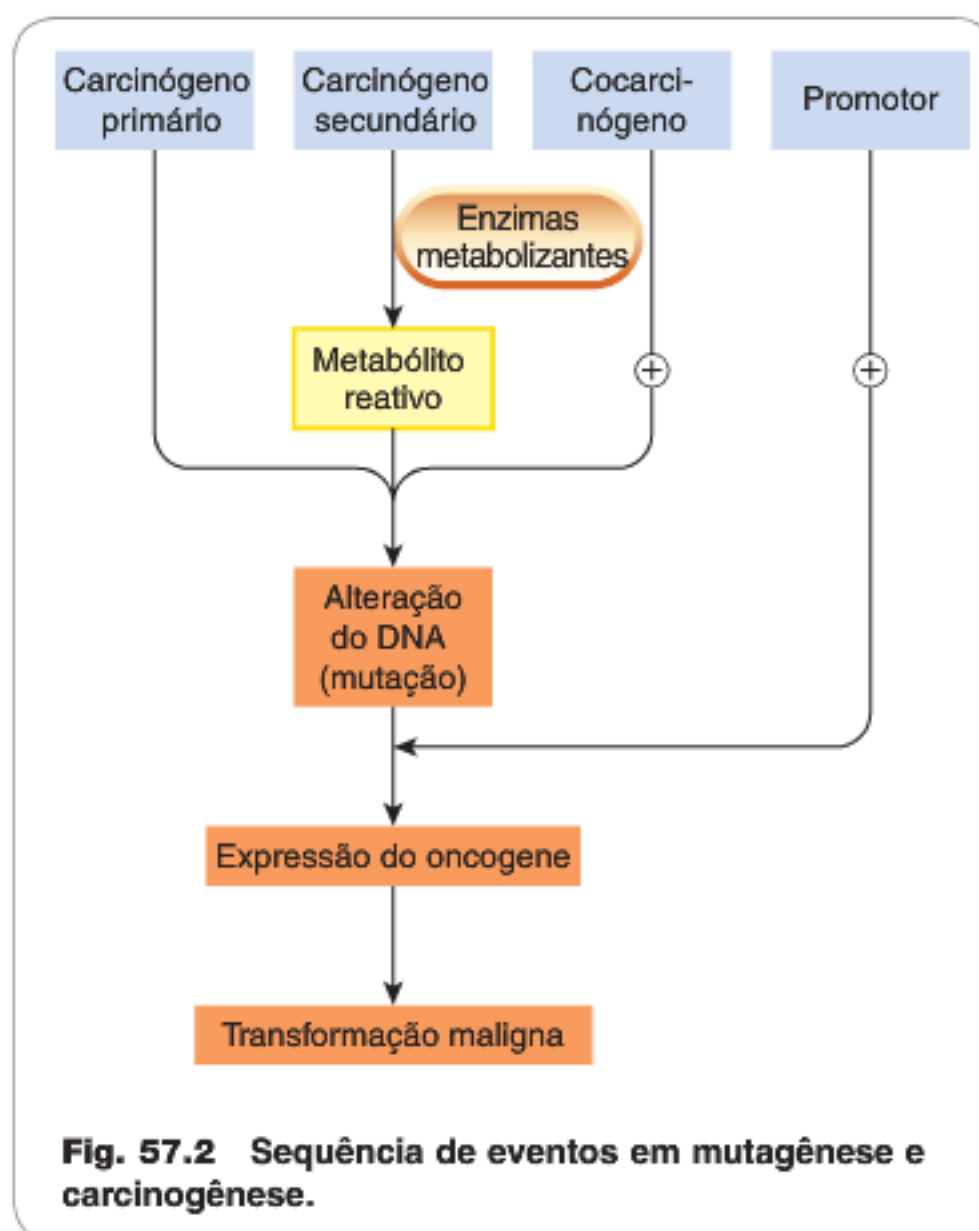 Carcinógeno
primário
Carcinógeno
secundário
Cocarci-
nógeno
Promotor
Enzimas
metabolizantes
Metabólito
reativo
+
+
Alteração
do DNA
(mutação)
Expressão do oncogene
Transformação maligna
Fig. 57.2 Sequência de eventos em mutagênese e
carcinogênese.